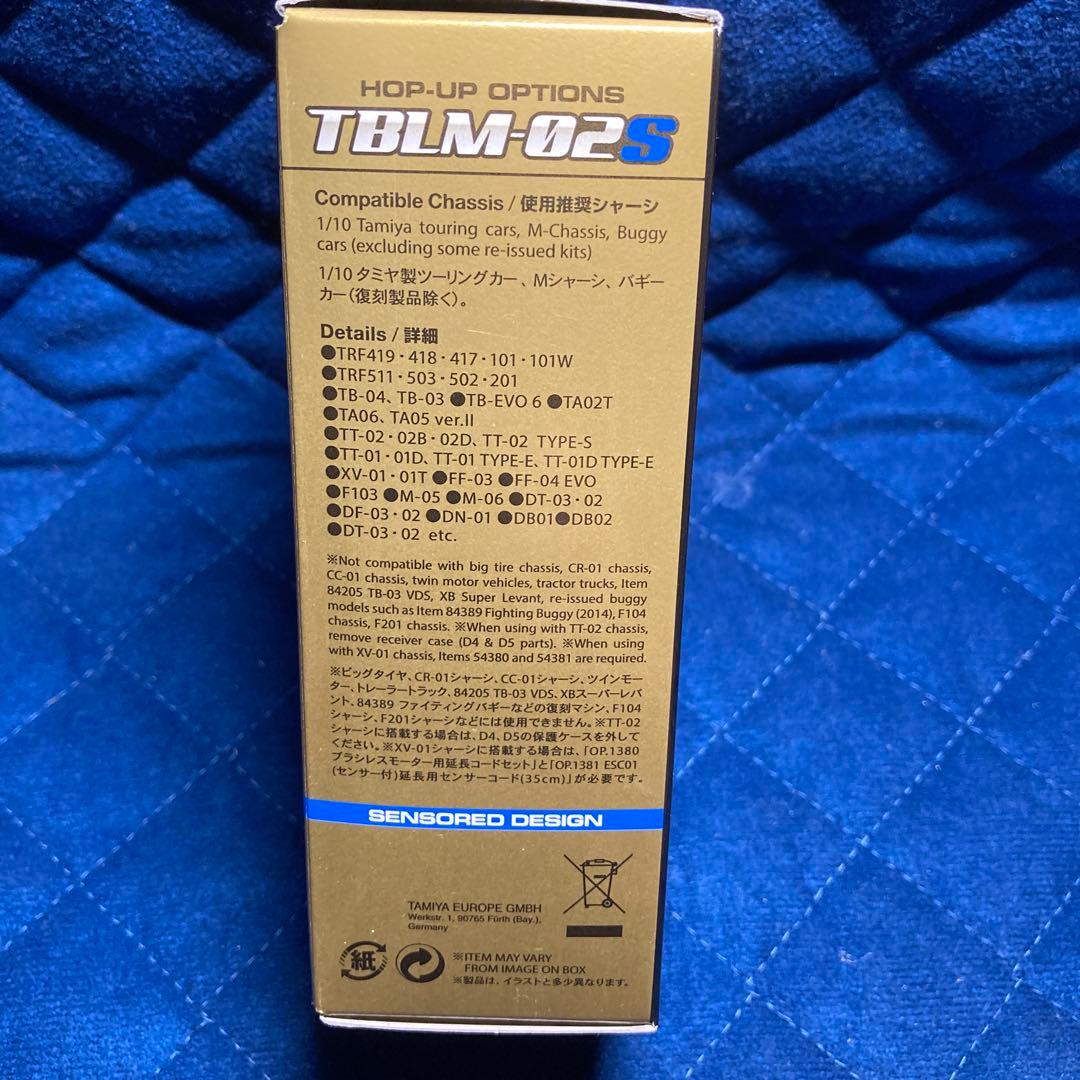 HOP-UP OPTIONS
TBLM-02S
Compatible Chassis / 使用推奨シャーシ
1/10 Tamiya touring cars, M-Chassis, Buggy
cars (excluding some re-issued kits)
1/10 タミヤ製ツーリングカー、Mシャーシ、バギー
カー(復刻製品除く)。
Details / 詳細
●TRF419・418・417・101・101W
●TRF511・503・502・201
●TB-04、TB-03 ●TB-EVO 6 ●TA02T
●TA06、TA05 ver.II
●TT-02・02B・02D、TT-02 TYPE-S
●TT-01・01D、TT-01 TYPE-E、TT-01D TYPE-E
●XV-01・01T ●FF-03 ●FF-04 EVO
●F103 ●M-05 ●M-06 ●DT-03・02
●DF-03・02 ●DN-01 ●DB01●DB02
●DT-03・02 etc.
※Not compatible with big tire chassis, CR-01 chassis,
CC-01 chassis, twin motor vehicles, tractor trucks, Item
84205 TB-03 VDS, XB Super Levant, re-issued buggy
models such as Item 84389 Fighting Buggy (2014), F104
chassis, F201 chassis. ※When using with TT-02 chassis,
remove receiver case (D4 & D5 parts). ※When using
with XV-01 chassis, Items 54380 and 54381 are required.
※ビッグタイヤ、CR-01シャーシ、CC-01シャーシ、ツインモー
ター、トレーラートラック、84205 TB-03 VDS、XBスーパーレバ
ント、84389 ファイティングバギーなどの復刻マシン、F104
シャーシ、F201シャーシなどには使用できません。※TT-02
シャーシに搭載する場合は、D4、D5の保護ケースを外して
ください。※XV-01シャーシに搭載する場合は、「OP.1380
ブラシレスモーター用延長コードセット」と「OP.1381 ESC01
(センサー付)延長用センサーコード(35cm)」が必要です。
SENSORED DESIGN
TAMIYA EUROPE GMBH
Werkstr. 1, 90765 Fürth (Bay.),
Germany
紙
※ITEM MAY VARY
FROM IMAGE ON BOX
※製品は、イラストと多少異なります。